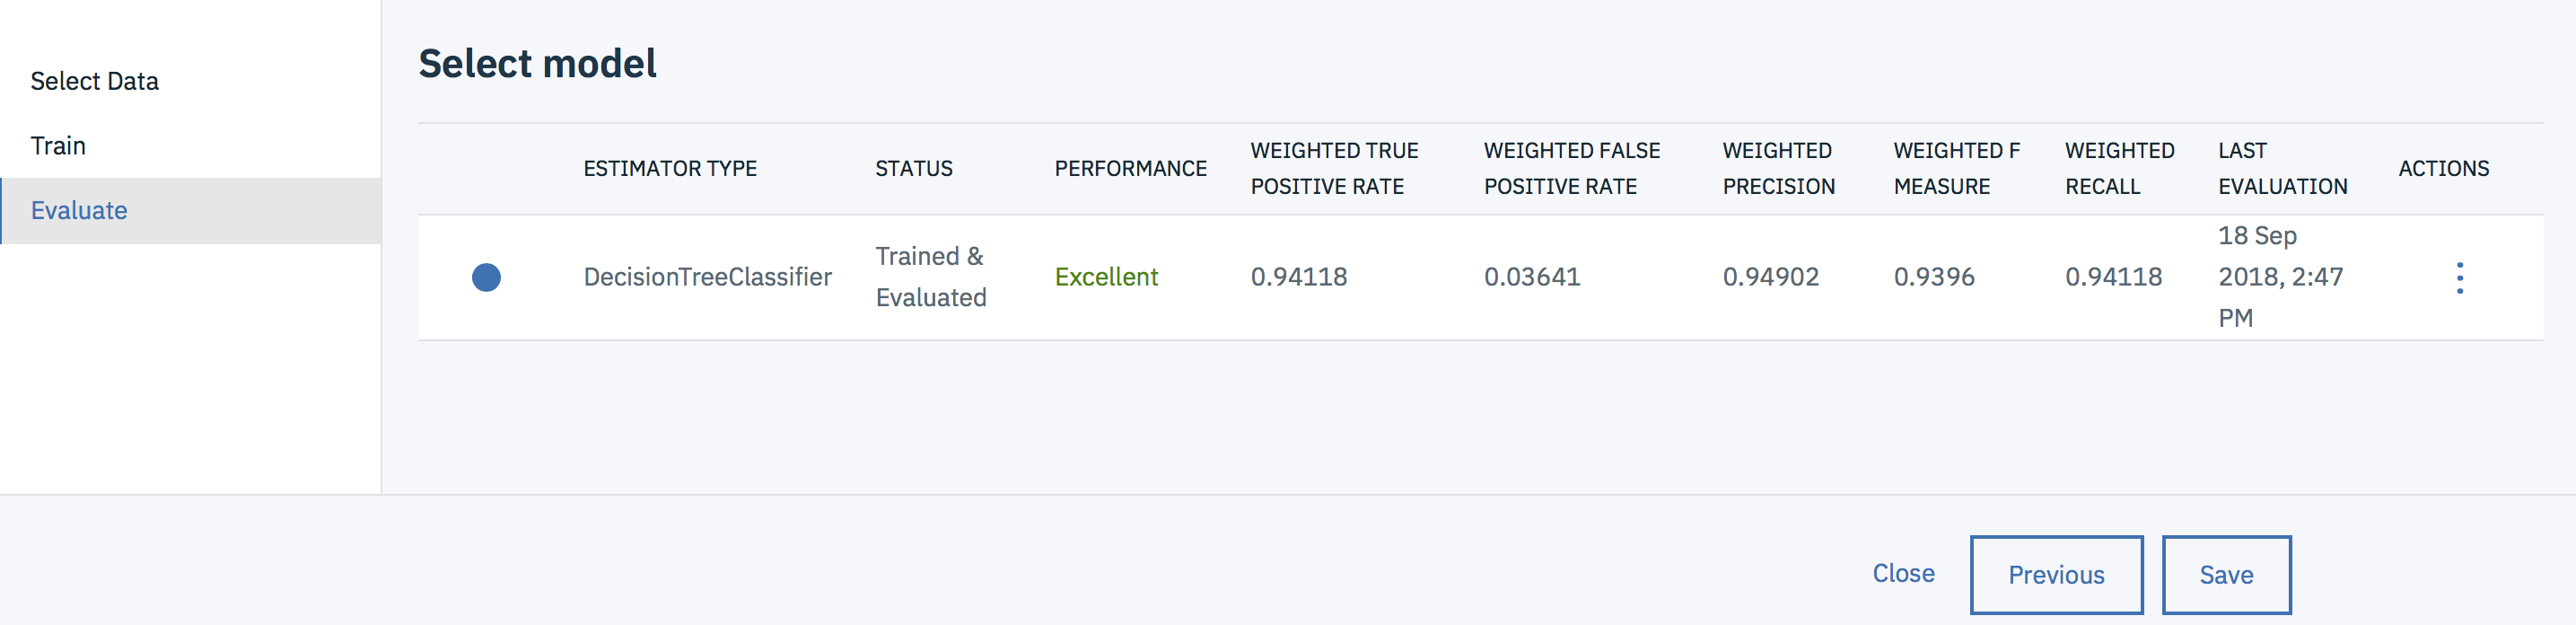 Select Data
Train
Evaluate
Select model
ESTIMATOR TYPE
STATUS
PERFORMANCE
WEIGHTED TRUE
POSITIVE RATE
WEIGHTED FALSE
POSITIVE RATE
WEIGHTED
PRECISION
WEIGHTED F
MEASURE
WEIGHTED
RECALL
LAST
EVALUATION
ACTIONS
DecisionTreeClassifier
Trained &
Evaluated
Excellent
0.94118
0.03641
0.94902
0.9396
0.94118
18 Sep
2018, 2:47
PM
Close
Previous
Save